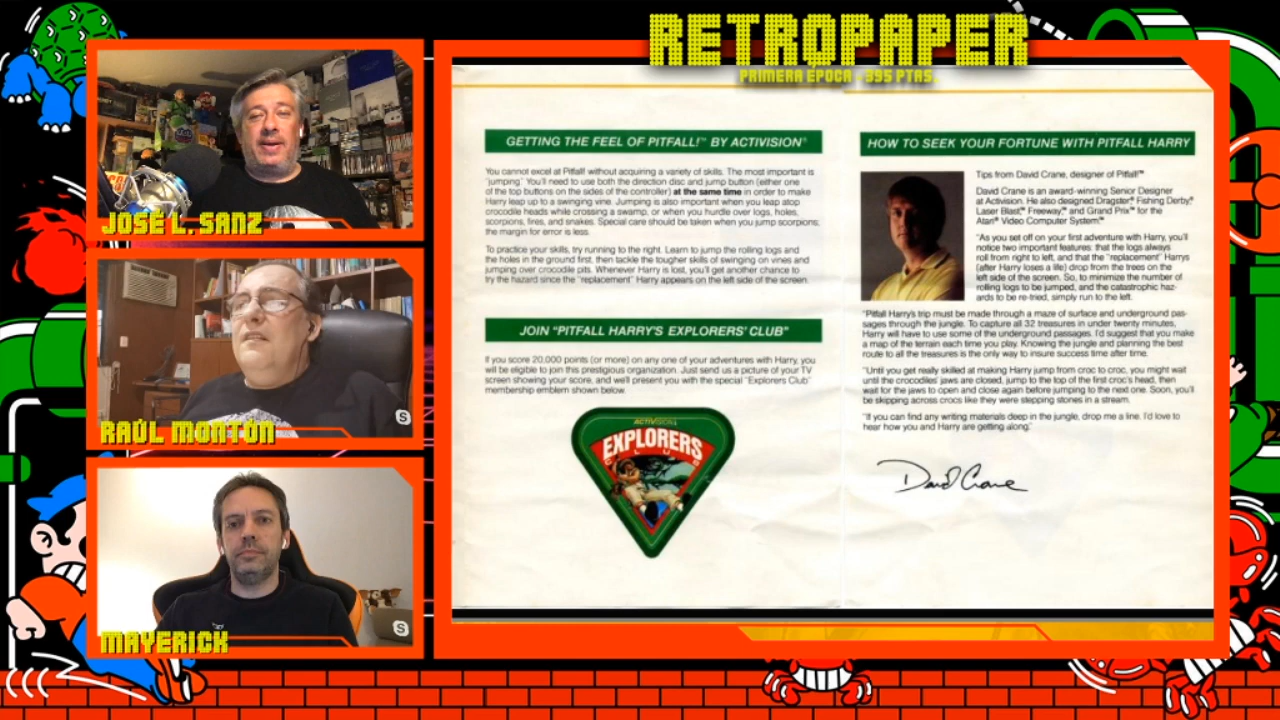 RETROPAPER
PRIMERA ÉPOCA - 395 PTAS.
JOSÉ L. SANZ
RAÚL MONTÓN
MAYERICK
GETTING THE FEEL OF PITFALL!™ BY ACTIVISION®
You cannot excel at Pitfall! without acquiring a variety of skills. The most important is
"jumping." You'll need to use both the direction disc and jump button (either one
of the top buttons on the sides of the controller) at the same time in order to make
Harry leap up to a swinging vine. Jumping is also important when you leap atop
crocodile heads while crossing a swamp, or when you hurdle over logs, holes,
scorpions, fires, and snakes. Special care should be taken when you jump scorpions;
the margin for error is less.
To practice your skills, try running to the right. Learn to jump the rolling logs and
the holes in the ground first, then tackle the tougher skills of swinging on vines and
jumping over crocodile pits. Whenever Harry is lost, you'll get another chance to
try the hazard since the "replacement" Harry appears on the left side of the screen.
JOIN "PITFALL HARRY'S EXPLORERS' CLUB"
If you score 20,000 points (or more) on any one of your adventures with Harry, you
will be eligible to join this prestigious organization. Just send us a picture of your TV
screen showing your score, and we'll present you with the special "Explorers Club"
membership emblem shown below.
ACTIVISION
EXPLORERS
CLUB
HOW TO SEEK YOUR FORTUNE WITH PITFALL HARRY
Tips from David Crane, designer of Pitfall!™
David Crane is an award-winning Senior Designer
at Activision. He also designed Dragster,® Fishing Derby,®
Laser Blast,® Freeway,™ and Grand Prix™ for the
Atari® Video Computer System.™
"As you set off on your first adventure with Harry, you'll
notice two important features: that the logs always
roll from right to left, and that the "replacement" Harrys
(after Harry loses a life) drop from the trees on the
left side of the screen. So, to minimize the number of
rolling logs to be jumped, and the catastrophic haz-
ards to be re-tried, simply run to the left.
"Pitfall Harry's trip must be made through a maze of surface and underground pas-
sages through the jungle. To capture all 32 treasures in under twenty minutes,
Harry will have to use some of the underground passages. I'd suggest that you make
a map of the terrain each time you play. Knowing the jungle and planning the best
route to all the treasures is the only way to insure success time after time.
"Until you get really skilled at making Harry jump from croc to croc, you might wait
until the crocodiles' jaws are closed, jump to the top of the first croc's head, then
wait for the jaws to open and close again before jumping to the next one. Soon, you'll
be skipping across crocs like they were stepping stones in a stream.
"If you can find any writing materials deep in the jungle, drop me a line. I'd love to
hear how you and Harry are getting along."
David Crane